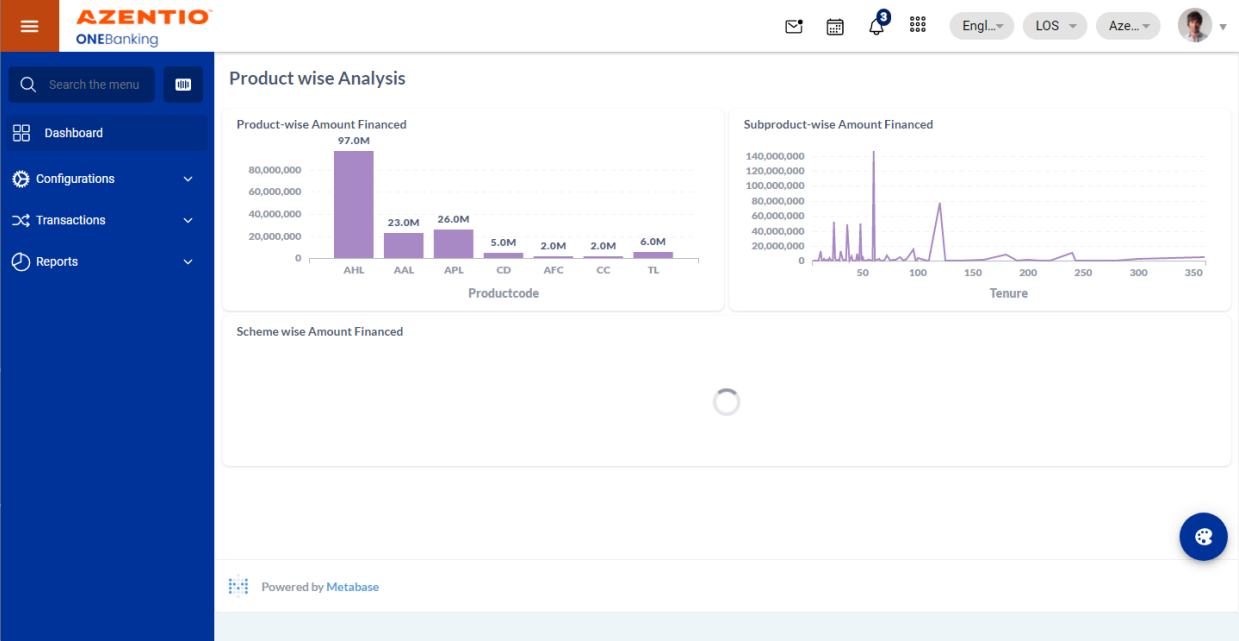 AZENTIO™
ONEBanking
3
Engl...
LOS
Aze...
Search the menu
Dashboard
Configurations
Transactions
Reports
Product wise Analysis
Product-wise Amount Financed
97.0M
80,000,000
60,000,000
40,000,000
20,000,000
0
23.0M
26.0M
5.0M
2.0M
2.0M
6.0M
AHL AAL APL CD AFC CC TL
Productcode
Subproduct-wise Amount Financed
140,000,000
120,000,000
100,000,000
80,000,000
60,000,000
40,000,000
20,000,000
0
50 100 150 200 250 300 350
Tenure
Scheme wise Amount Financed
Powered by Metabase